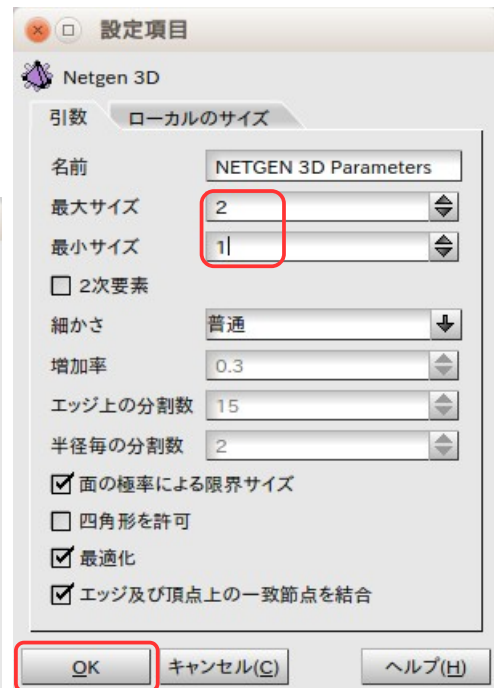 設定項目
Netgen 3D
引数 ローカルのサイズ
名前 NETGEN 3D Parameters
最大サイズ 2
最小サイズ 1
2次要素
細かさ 普通
増加率 0.3
エッジ上の分割数 15
半径毎の分割数 2
面の極率による限界サイズ
四角形を許可
最適化
エッジ及び頂点上の一致節点を結合
OK キャンセル(C) ヘルプ(H)